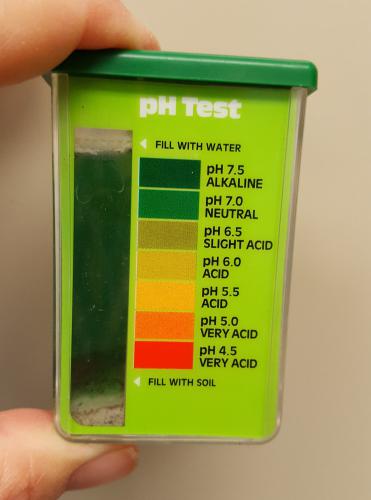 pH Test
FILL WITH WATER
pH 7.5
ALKALINE
pH 7.0
NEUTRAL
pH 6.5
SLIGHT ACID
pH 6.0
ACID
pH 5.5
ACID
pH 5.0
VERY ACID
pH 4.5
VERY ACID
FILL WITH SOIL